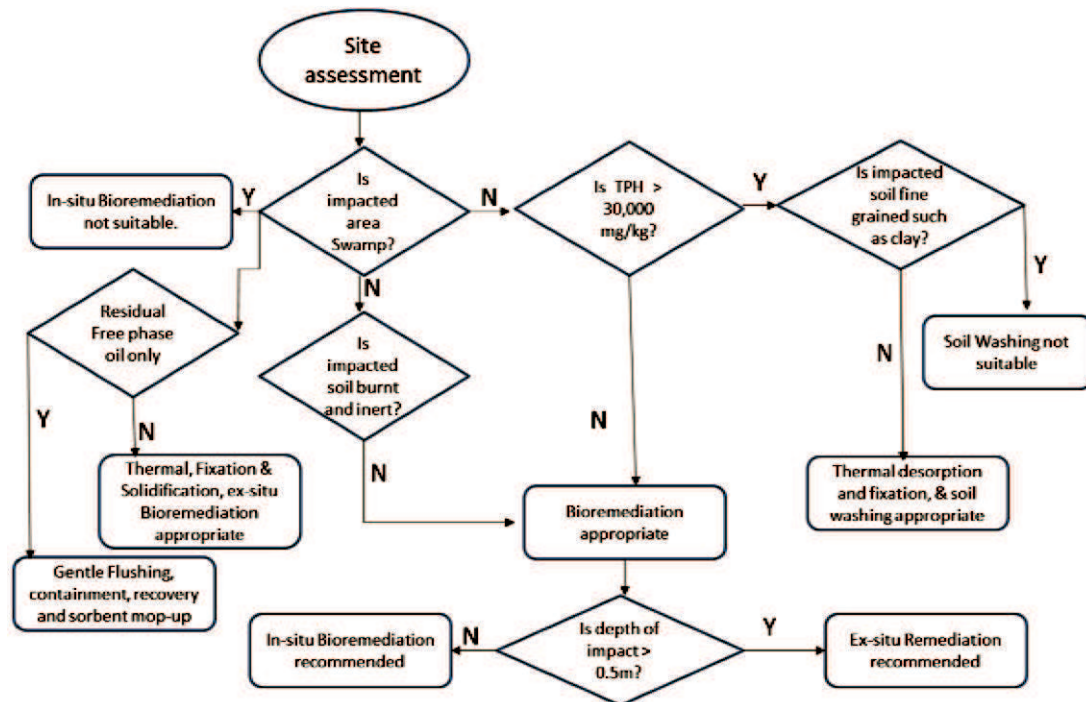 Site
assessment
Is
impacted
area
Swamp?
Y
In-situ Bioremediation
not suitable.
N
Is TPH >
30,000
mg/kg?
Y
Is impacted
soil fine
grained such
as clay?
Y
Soil Washing not
suitable
N
Thermal desorption
and fixation, & soil
washing appropriate
Residual
Free phase
oil only
Y
N
Thermal, Fixation &
Solidification, ex-situ
Bioremediation
appropriate
Gentle Flushing,
containment, recovery
and sorbent mop-up
N
Is
impacted
soil burnt
and inert?
N
N
Bioremediation
appropriate
Is depth of
impact >
0.5m?
N
In-situ Bioremediation
recommended
Y
Ex-situ Remediation
recommended